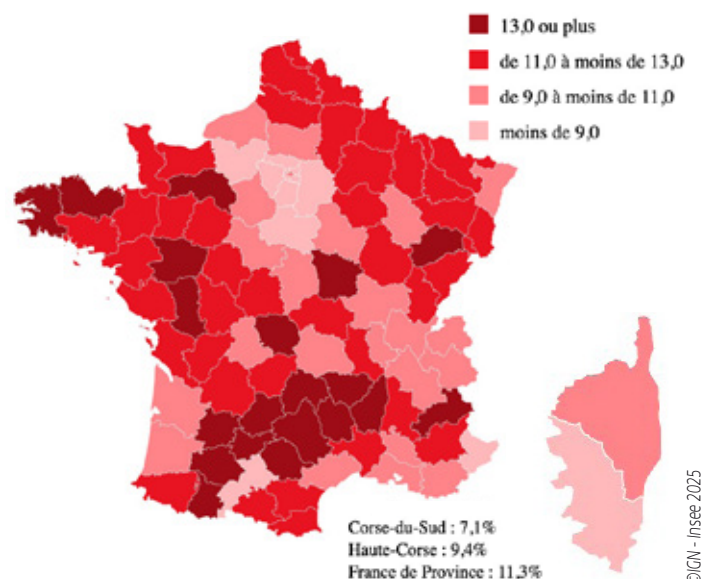 13,0 ou plus
de 11,0 à moins de 13,0
de 9,0 à moins de 11,0
moins de 9,0
Corse-du-Sud : 7,1%
Haute-Corse : 9,4%
France de Province : 11,3%
©IGN - Insee 2025